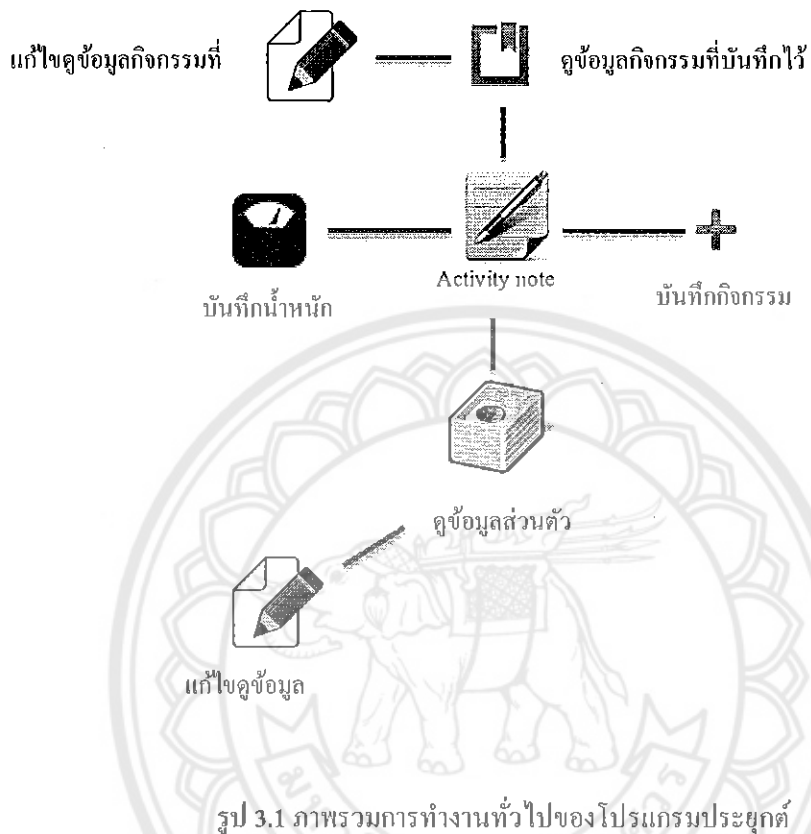 แก้ไขดูข้อมูลกิจกรรมที่
ดูข้อมูลกิจกรรมที่บันทึกไว้
บันทึกน้ำหนัก
Activity note
บันทึกกิจกรรม
ดูข้อมูลส่วนตัว
แก้ไขดูข้อมูล
รูป 3.1 ภาพรวมการทำงานทั่วไปของโปรแกรมประยุกต์